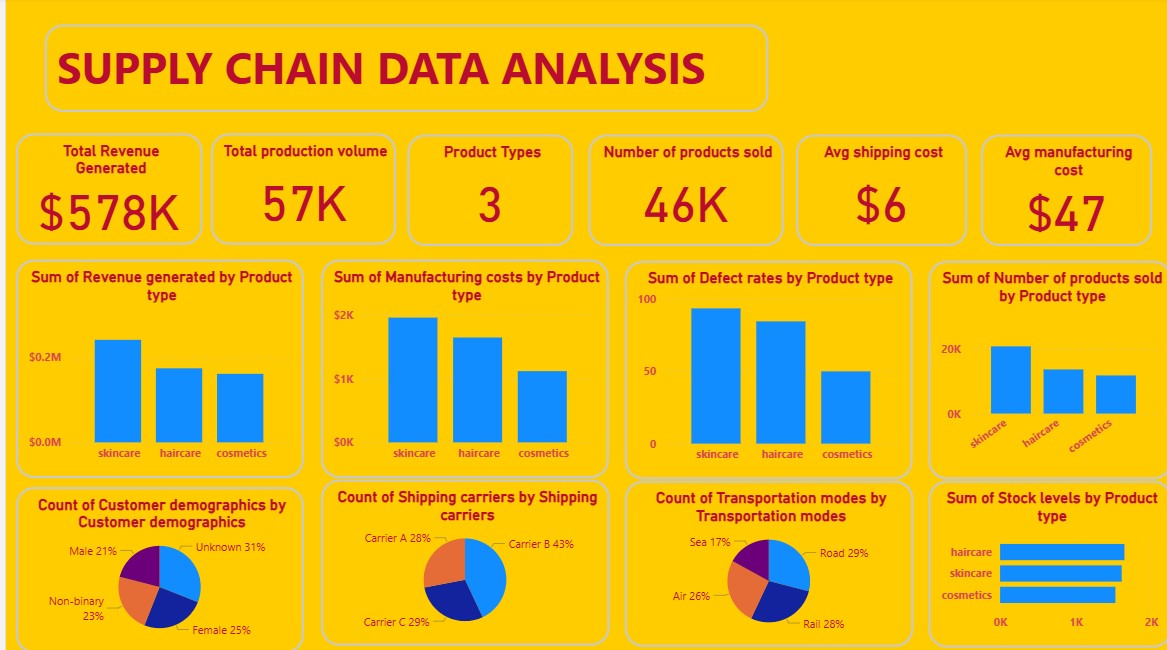 SUPPLY CHAIN DATA ANALYSIS
Total Revenue
Generated
$578K
Total production volume
57K
Product Types
3
Number of products sold
46K
Avg shipping cost
$6
Avg manufacturing
cost
$47
Sum of Revenue generated by Product
type
$0.2M
$0.0M
skincare
haircare
cosmetics
Sum of Manufacturing costs by Product
type
$2K
$1K
$0K
skincare
haircare
cosmetics
Sum of Defect rates by Product type
100
50
0
skincare
haircare
cosmetics
Sum of Number of products sold
by Product type
20K
0K
skincare
haircare
cosmetics
Count of Customer demographics by
Customer demographics
Male 21%
Unknown 31%
Non-binary
23%
Female 25%
Count of Shipping carriers by Shipping
carriers
Carrier A 28%
Carrier B 43%
Carrier C 29%
Count of Transportation modes by
Transportation modes
Sea 17%
Road 29%
Air 26%
Rail 28%
Sum of Stock levels by Product
type
haircare
skincare
cosmetics
0K
1K
2K